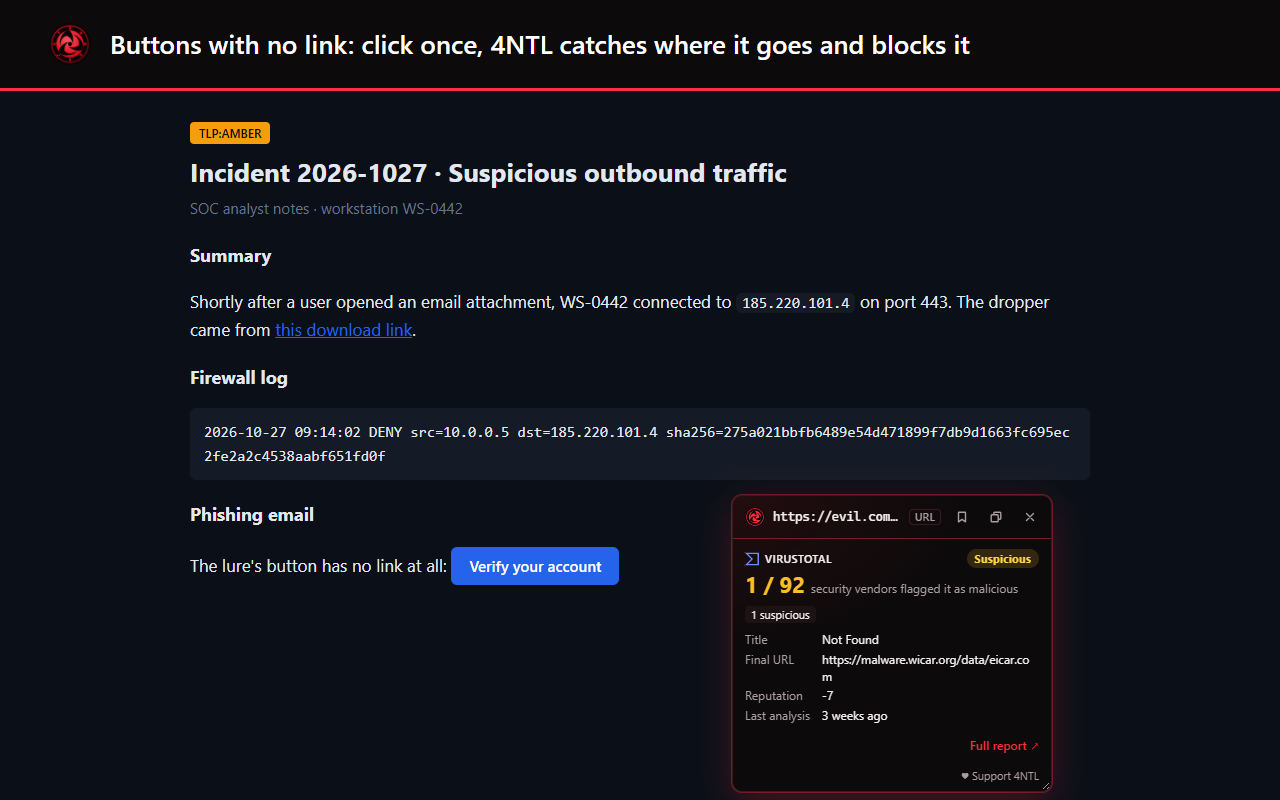 Buttons with no link: click once, 4NTL catches where it goes and blocks it
TLP:AMBER
Incident 2026-1027 · Suspicious outbound traffic
SOC analyst notes · workstation WS-0442
Summary
Shortly after a user opened an email attachment, WS-0442 connected to 185.220.101.4 on port 443. The dropper
came from this download link.
Firewall log
2026-10-27 09:14:02 DENY src=10.0.0.5 dst=185.220.101.4 sha256=275a021bbfb6489e54d471899f7db9d1663fc695ec
2fe2a2c4538aabf651fd0f
Phishing email
The lure's button has no link at all: Verify your account
https://evil.com… URL
VIRUSTOTAL Suspicious
1 / 92 security vendors flagged it as malicious
1 suspicious
Title Not Found
Final URL https://malware.wicar.org/data/eicar.co
m
Reputation -7
Last analysis 3 weeks ago
Full report ↗
♥ Support 4NTL